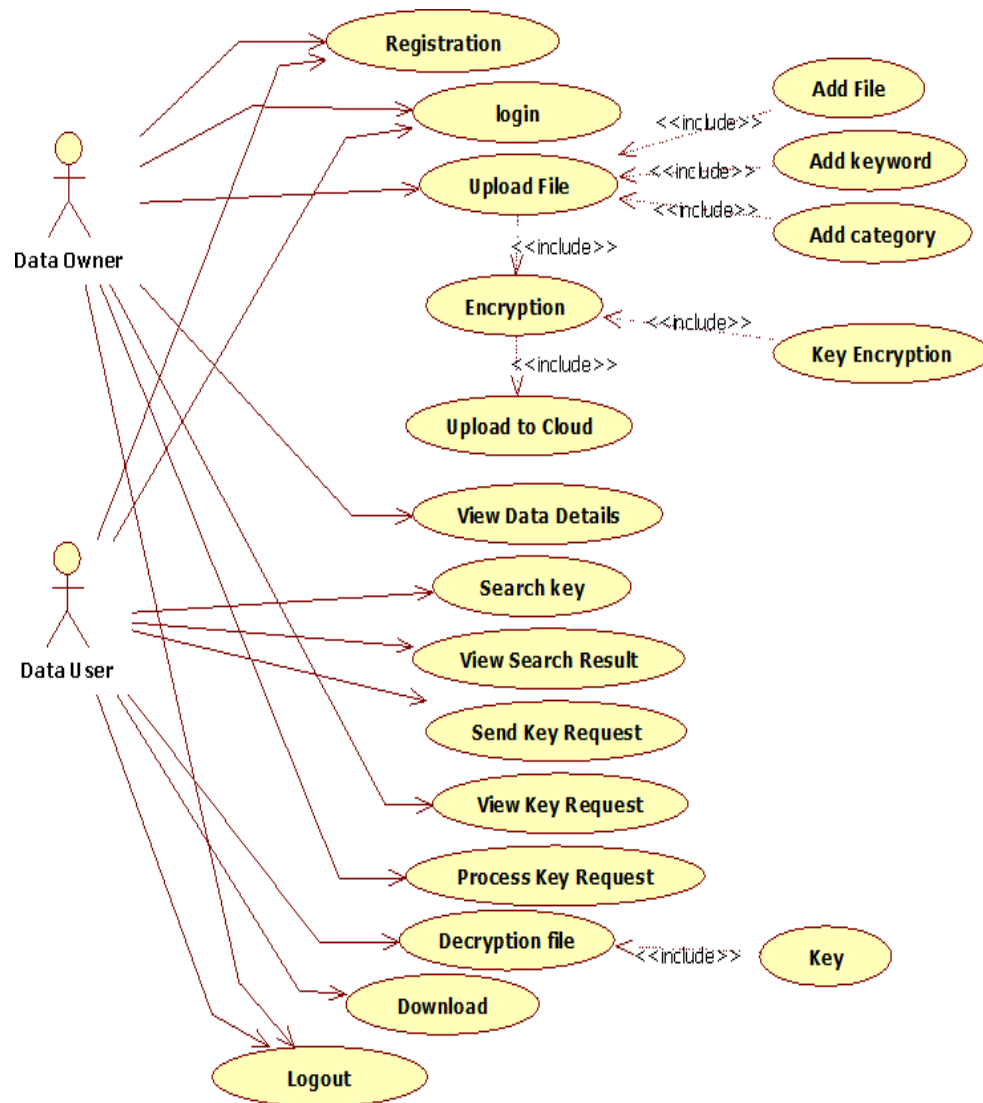 Registration
Add File
<<include>>
login
Add keyword
<<include>>
Upload File
<<include>>
Add category
Data Owner
<<include>>
Encryption
<<include>>
Key Encryption
<<include>>
Upload to Cloud
View Data Details
Search key
View Search Result
Data User
Send Key Request
View Key Request
Process Key Request
Decryption file
<<include>>
Key
Download
Logout